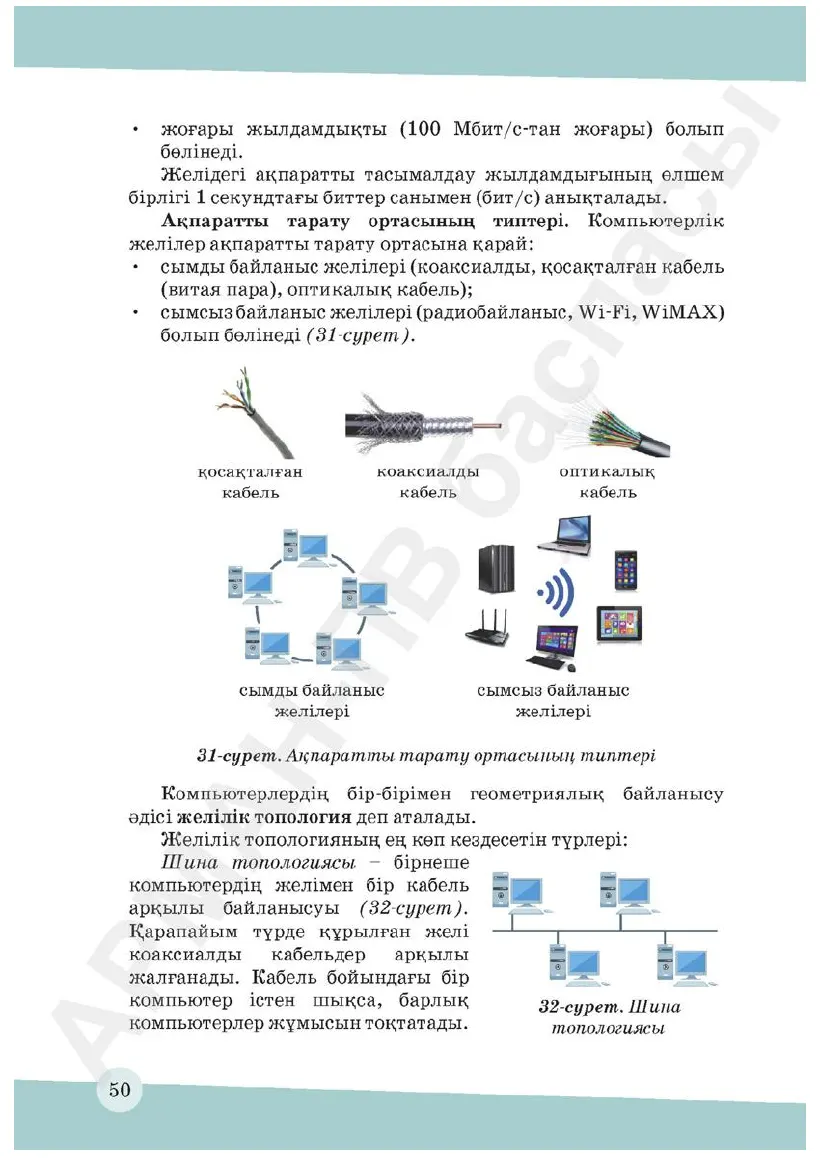 • жоғары жылдамдықты (100 Мбит/с-тан жоғары) болып
бөлінеді.
Желідегі ақпаратты тасымалдау жылдамдығының өлшем
бірлігі 1 секундтағы биттер санымен (бит/с) анықталады.
Ақпаратты тарату ортасының типтері. Компьютерлік
желілер ақпаратты тарату ортасына қарай:
• сымды байланыс желілері (коаксиалды, қосақталған кабель
(витая пара), оптикалық кабель);
• сымсыз байланыс желілері (радиобайланыс, Wi-Fi, WiMAX)
болып бөлінеді (31-сурет).
қосақталған
кабель
коаксиалды
кабель
оптикалық
кабель
сымды байланыс
желілері
сымсыз байланыс
желілері
31-сурет. Ақпаратты тарату ортасының типтері
Компьютерлердің бір-бірімен геометриялық байланысу
әдісі желілік топология деп аталады.
Желілік топологияның ең көп кездесетін түрлері:
Шина топологиясы – бірнеше
компьютердің желімен бір кабель
арқылы байланысуы (32-сурет).
Қарапайым түрде құрылған желі
коаксиалды кабельдер арқылы
жалғанады. Кабель бойындағы бір
компьютер істен шықса, барлық
компьютерлер жұмысын тоқтатады.
32-сурет. Шина
топологиясы
50
АРМАН-ПВ баспасы